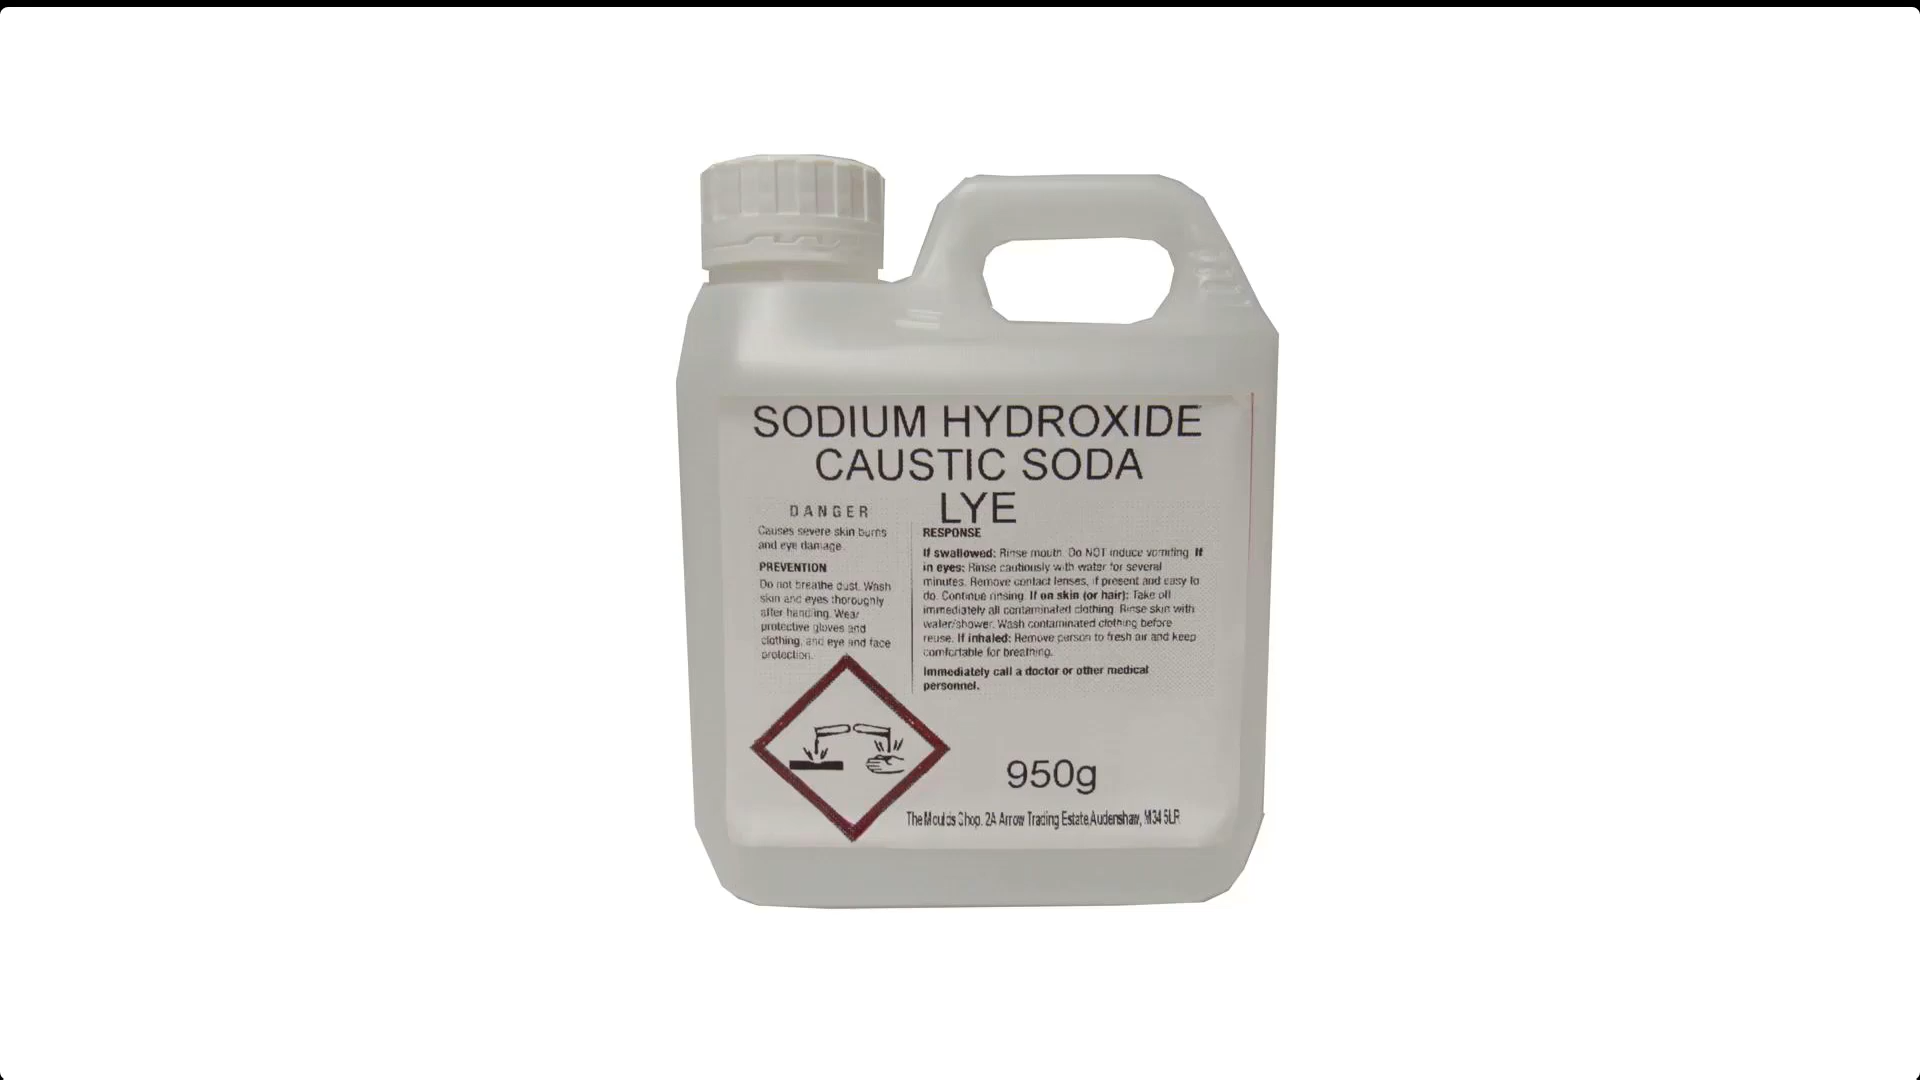 SODIUM HYDROXIDE
CAUSTIC SODA
LYE
DANGER
Causes severe skin burns
and eye damage.
PREVENTION
Do not breathe dust. Wash
skin and eyes thoroughly
after handling. Wear
protective gloves and
clothing, and eye and face
protection.
RESPONSE
If swallowed: Rinse mouth. Do NOT induce vomiting. If
in eyes: Rinse cautiously with water for several
minutes. Remove contact lenses, if present and easy to
do. Continue rinsing. If on skin (or hair): Take off
immediately all contaminated clothing. Rinse skin with
water/shower. Wash contaminated clothing before
reuse. If inhaled: Remove person to fresh air and keep
comfortable for breathing.
Immediately call a doctor or other medical
personnel.
950g
The Moulds Shop. 2A Arrow Trading Estate,Audenshaw, M34 5LR